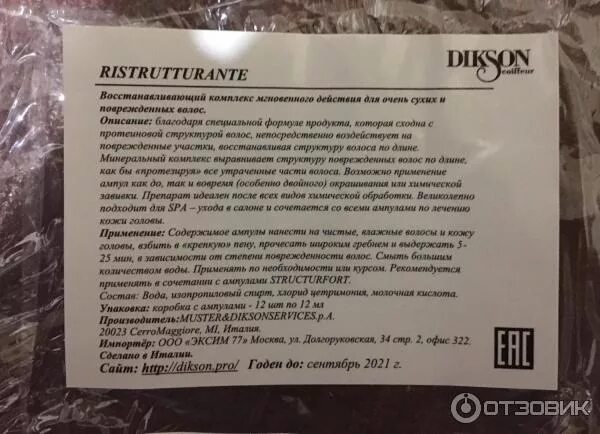 DIKSON
coiffeur
RISTRUTTURANTE
Восстанавливающий комплекс мгновенного действия для очень сухих и
поврежденных волос.
Описание: благодаря специальной формуле продукта, которая сходна с
протеиновой структурой волос, непосредственно воздействует на
поврежденные участки, восстанавливая структуру волоса по длине.
Минеральный комплекс выравнивает структуру поврежденных волос по длине,
как бы «протезируя» все утраченные части волоса. Возможно применение
ампул как до, так и вовремя (особенно двойного) окрашивания или химической
завивки. Препарат идеален после всех видов химической обработки. Великолепно
подходит для SPA – ухода в салоне и сочетается со всеми ампулами по лечению
кожи головы.
Применение: Содержимое ампулы нанести на чистые, влажные волосы и кожу
головы, взбить в «крепкую» пену, прочесать широким гребнем и выдержать 5-
25 мин, в зависимости от степени поврежденности волос. Смыть большим
количеством воды. Применять по необходимости или курсом. Рекомендуется
применять в сочетании с ампулами STRUCTURFORT.
Состав: Вода, изопропиловый спирт, хлорид цетримония, молочная кислота.
Упаковка: коробка с ампулами - 12 шт по 12 мл
Производитель:MUSTER&DIKSONSERVICES.p.A.
20023 CerroMaggiore, MI, Италия.
Импортёр: ООО «ЭКСИМ 77» Москва, ул. Долгоруковская, 34 стр. 2, офис 322.
Сделано в Италии.
Сайт: http://dikson.pro/ Годен до: сентябрь 2021 г.
EAC
ОТЗОВИК